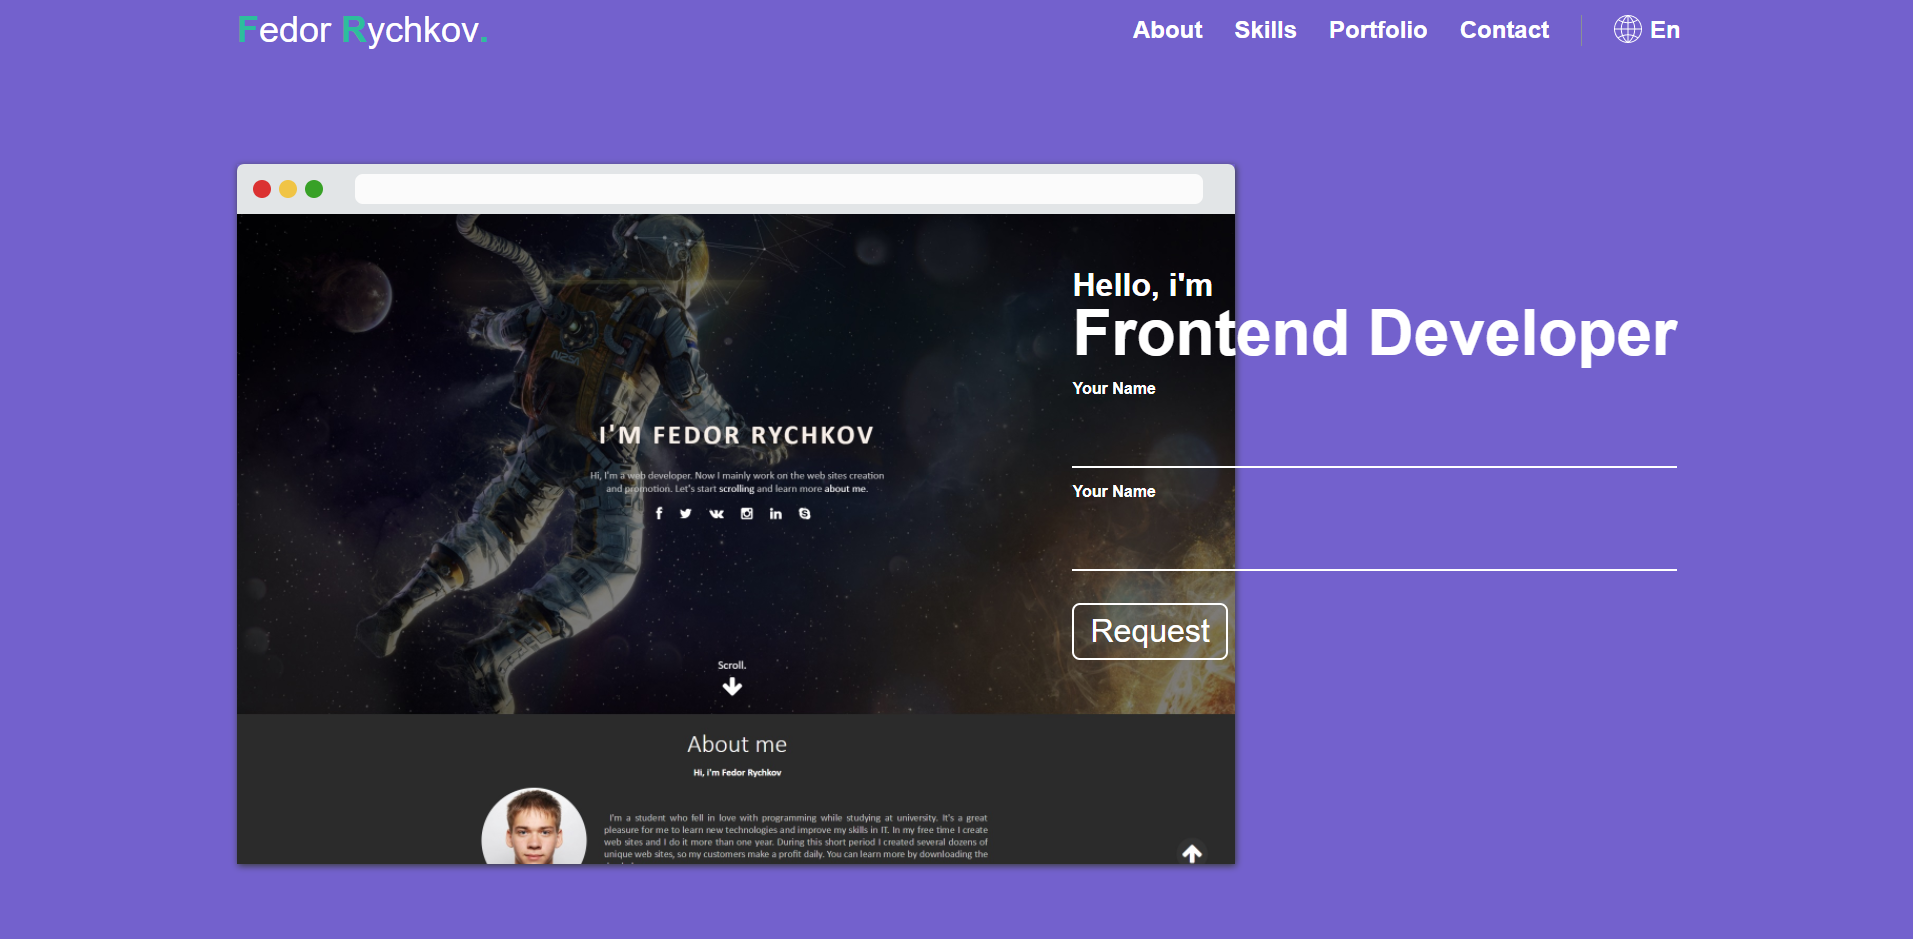 Fedor Rychkov.
About Skills Portfolio Contact En
Hello, i'm
Frontend Developer
Your Name
Your Name
Request
I'M FEDOR RYCHKOV
Hi, I'm a web developer. Now I mainly work on the web sites creation
and promotion. Let's start scrolling and learn more about me.
Scroll.
About me
Hi, i'm Fedor Rychkov
I'm a student who fell in love with programming while studying at university. It's a great
pleasure for me to learn new technologies and improve my skills in IT. In my free time I create
web sites and I do it more than one year. During this short period I created several dozens of
unique web sites, so my customers make a profit daily. You can learn more by downloading the